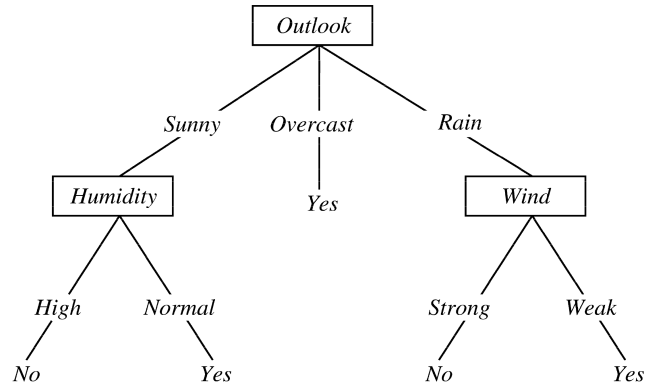 Outlook
Sunny Overcast Rain
Humidity Yes Wind
High Normal Strong Weak
No Yes No Yes